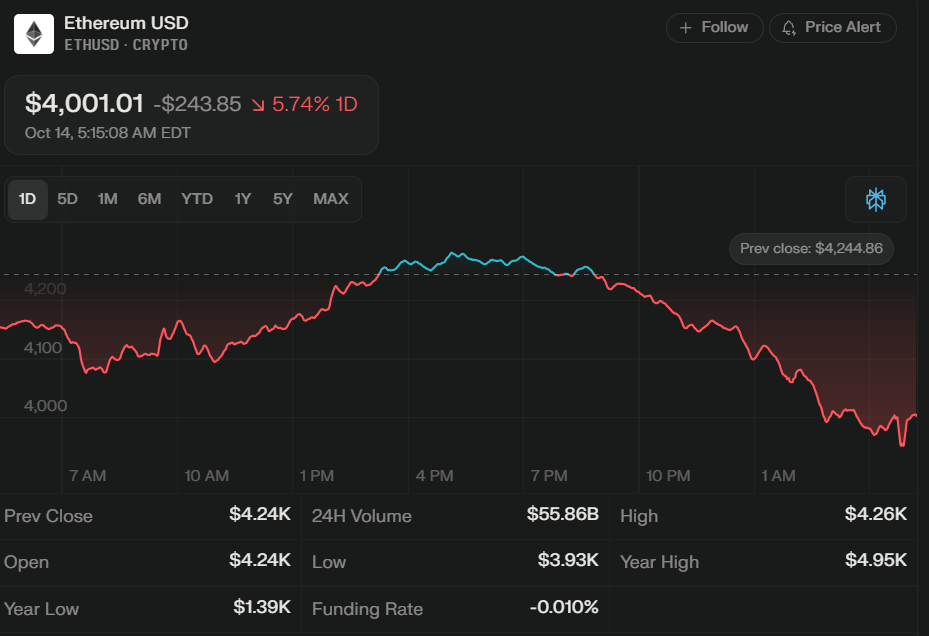 Ethereum USD
ETHUSD · CRYPTO
+ Follow
Price Alert
$4,001.01 -$243.85 ↘ 5.74% 1D
Oct 14, 5:15:08 AM EDT
1D 5D 1M 6M YTD 1Y 5Y MAX
Prev close: $4,244.86
4,200
4,100
4,000
7 AM 10 AM 1 PM 4 PM 7 PM 10 PM 1 AM
Prev Close $4.24K 24H Volume $55.86B High $4.26K
Open $4.24K Low $3.93K Year High $4.95K
Year Low $1.39K Funding Rate -0.010%